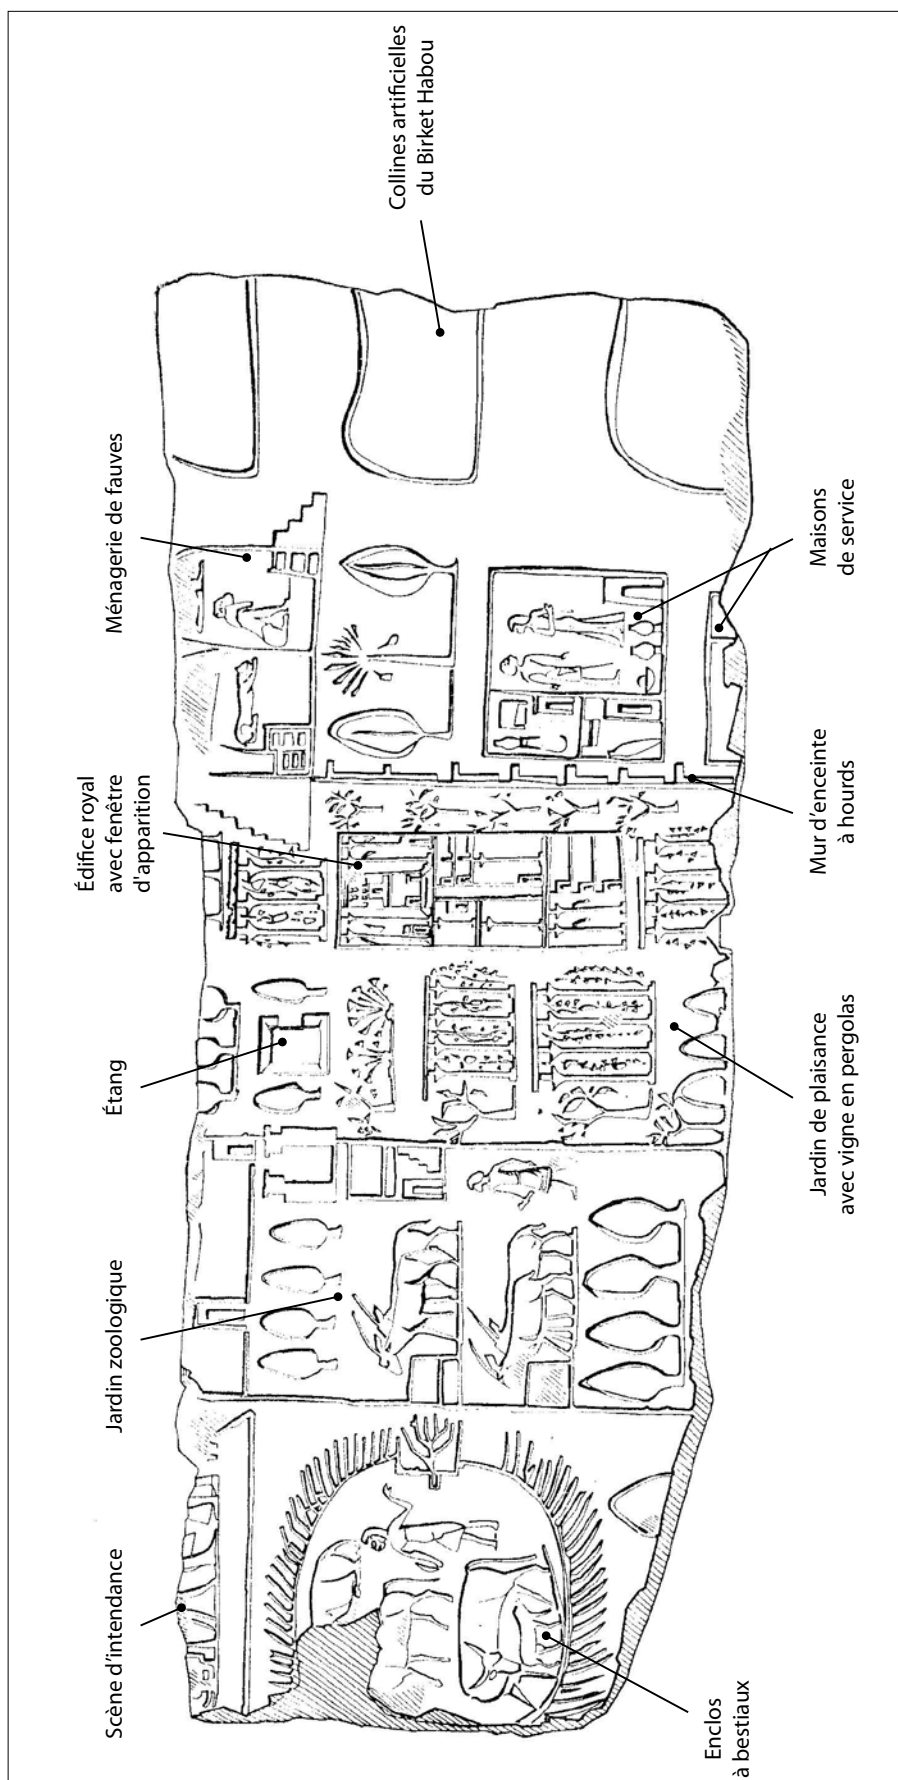 Scène d’intendance
Jardin zoologique
Étang
Édifice royal
avec fenêtre
d’apparition
Ménagerie de fauves
Collines artificielles
du Birket Habou
Enclos
à bestiaux
Jardin de plaisance
avec vigne en pergolas
Mur d’enceinte
à hourds
Maisons
de service